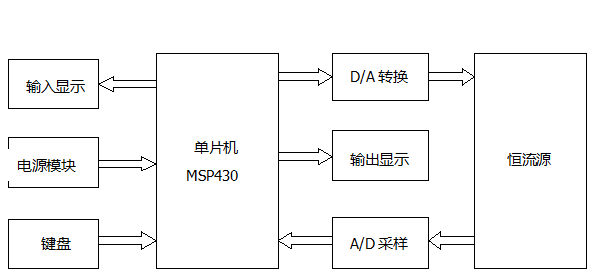 输入显示
电源模块
键盘
单片机
MSP430
D/A 转换
输出显示
A/D 采样
恒流源